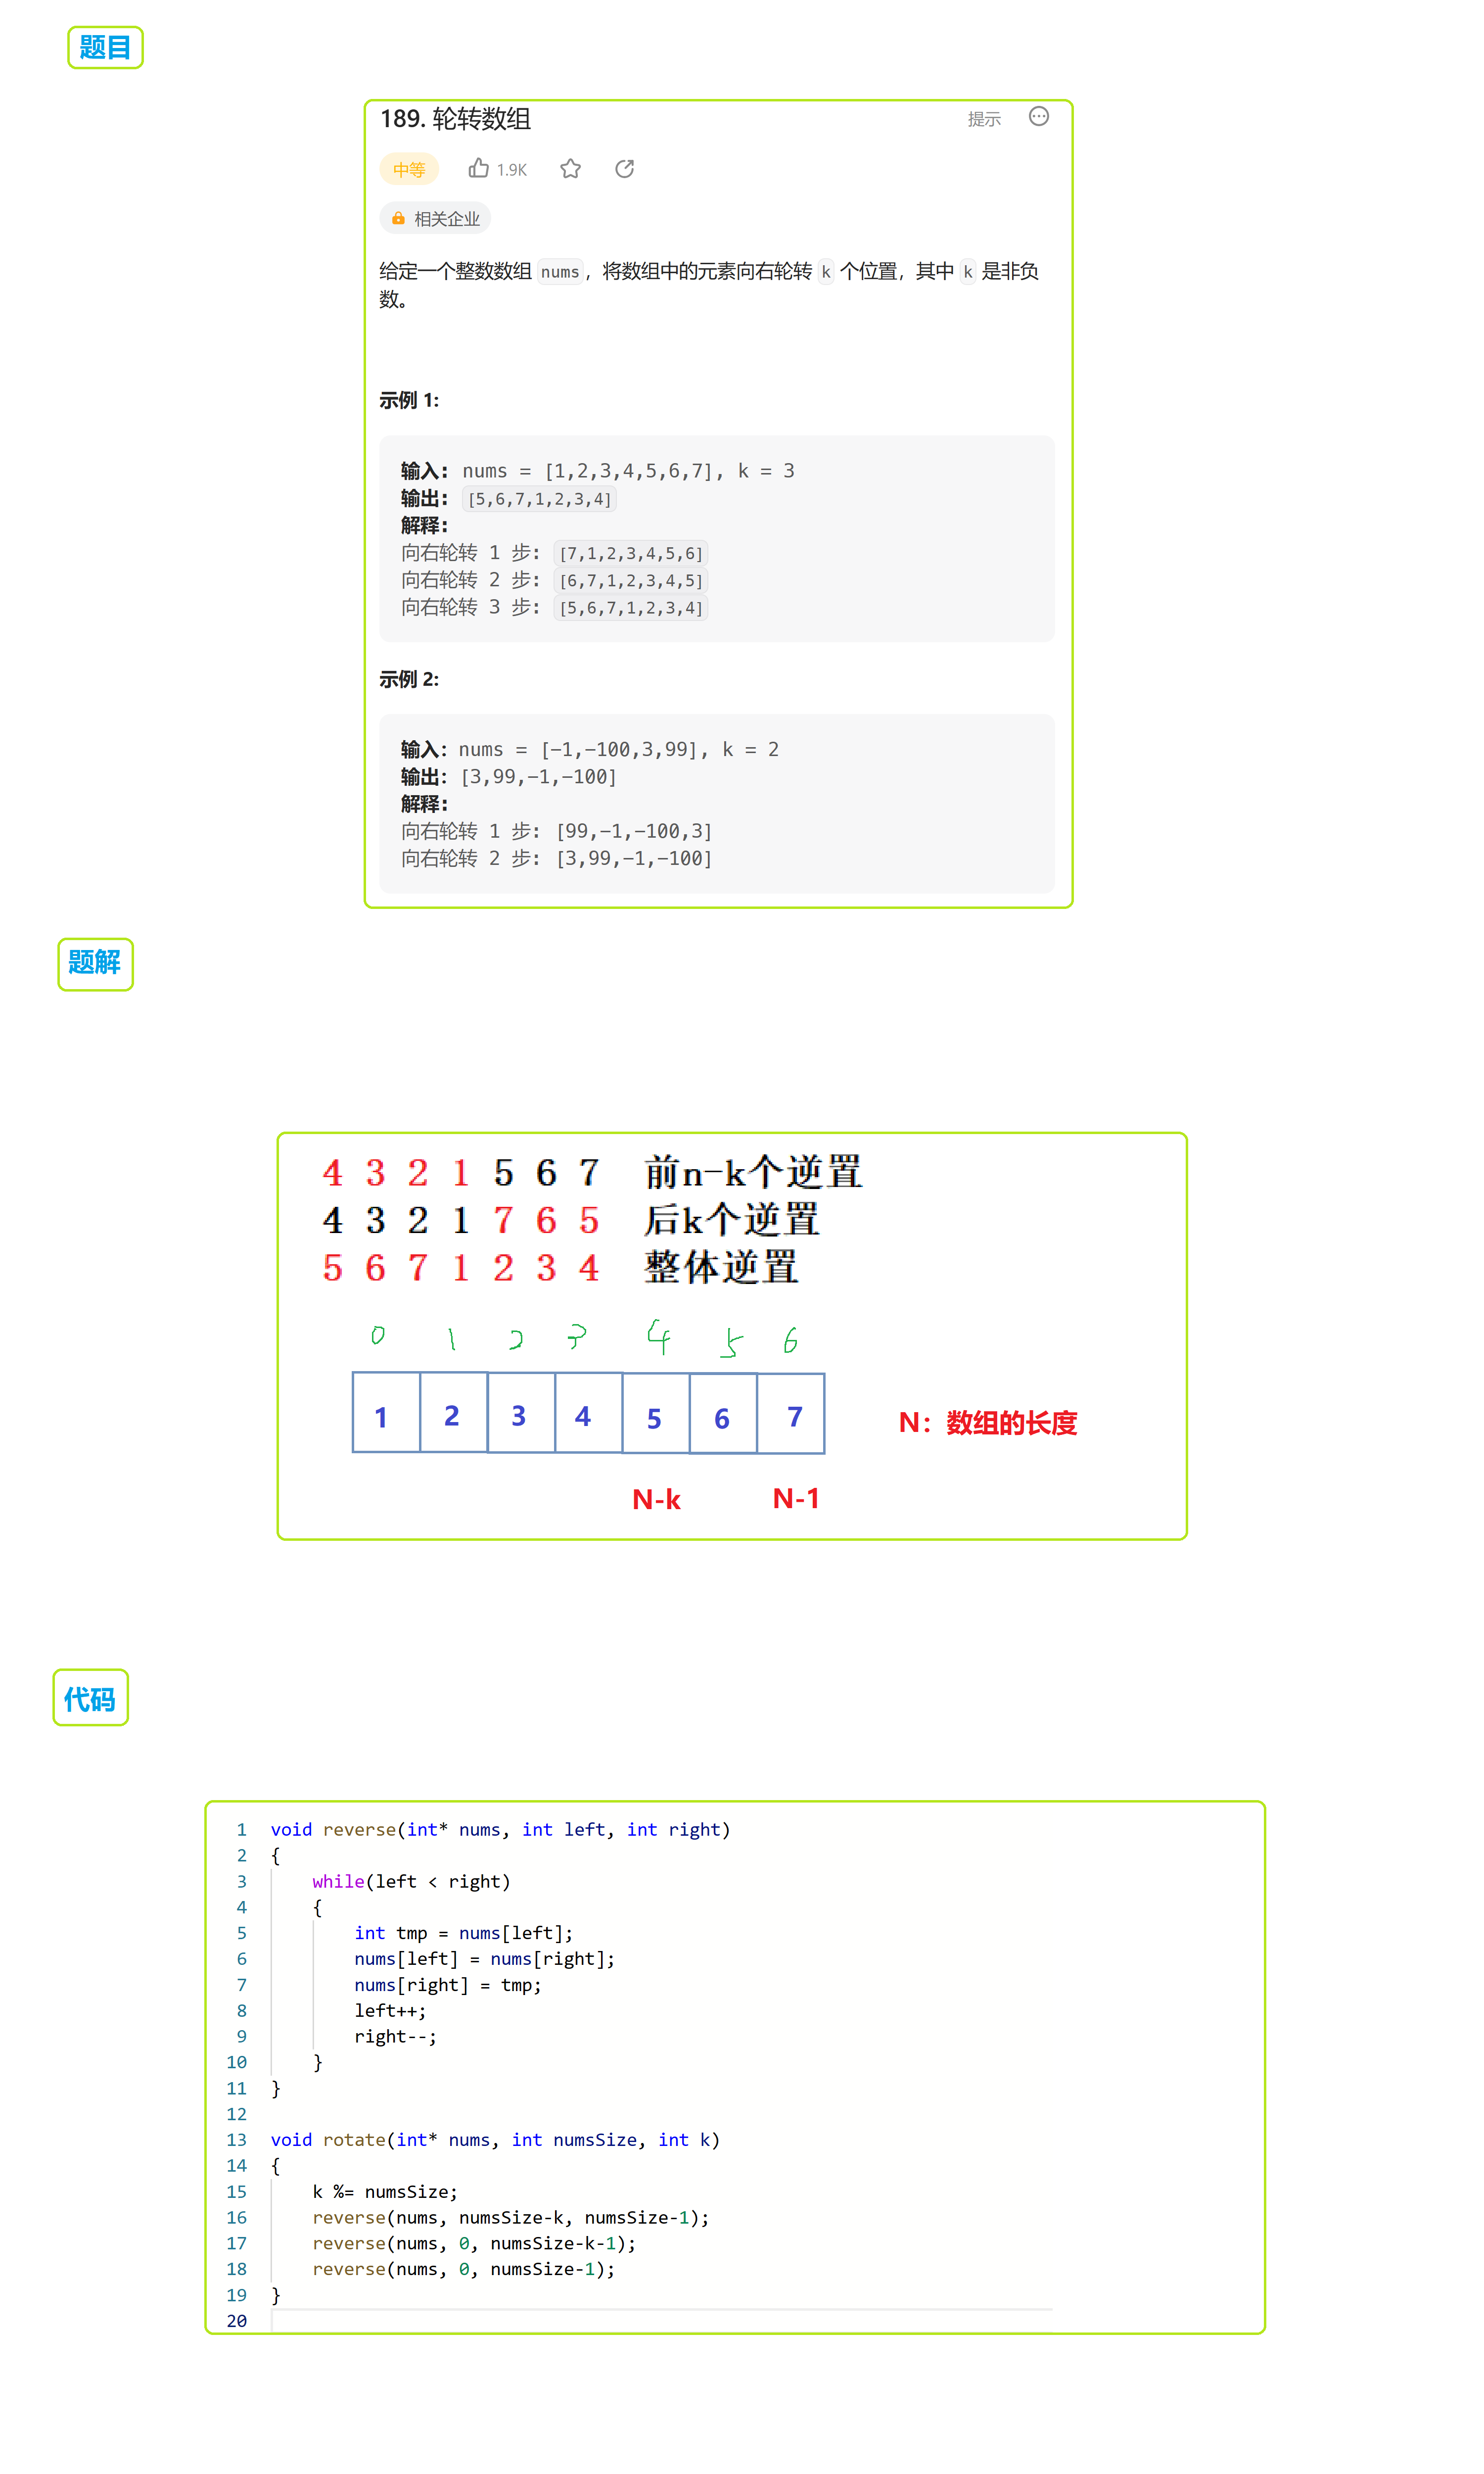 题目
189. 轮转数组 提示
中等 1.9K
相关企业
给定一个整数数组 nums，将数组中的元素向右轮转 k 个位置，其中 k 是非负
数。
示例 1:
输入: nums = [1,2,3,4,5,6,7], k = 3
输出: [5,6,7,1,2,3,4]
解释:
向右轮转 1 步: [7,1,2,3,4,5,6]
向右轮转 2 步: [6,7,1,2,3,4,5]
向右轮转 3 步: [5,6,7,1,2,3,4]
示例 2:
输入：nums = [-1,-100,3,99], k = 2
输出：[3,99,-1,-100]
解释:
向右轮转 1 步: [99,-1,-100,3]
向右轮转 2 步: [3,99,-1,-100]
题解
4 3 2 1 5 6 7 前n-k个逆置
4 3 2 1 7 6 5 后k个逆置
5 6 7 1 2 3 4 整体逆置
0 1 2 3 4 5 6
1 2 3 4 5 6 7
N：数组的长度
N-k N-1
代码
1 void reverse(int* nums, int left, int right)
2 {
3     while(left < right)
4     {
5         int tmp = nums[left];
6         nums[left] = nums[right];
7         nums[right] = tmp;
8         left++;
9         right--;
10     }
11 }
12
13 void rotate(int* nums, int numsSize, int k)
14 {
15     k %= numsSize;
16     reverse(nums, numsSize-k, numsSize-1);
17     reverse(nums, 0, numsSize-k-1);
18     reverse(nums, 0, numsSize-1);
19 }
20